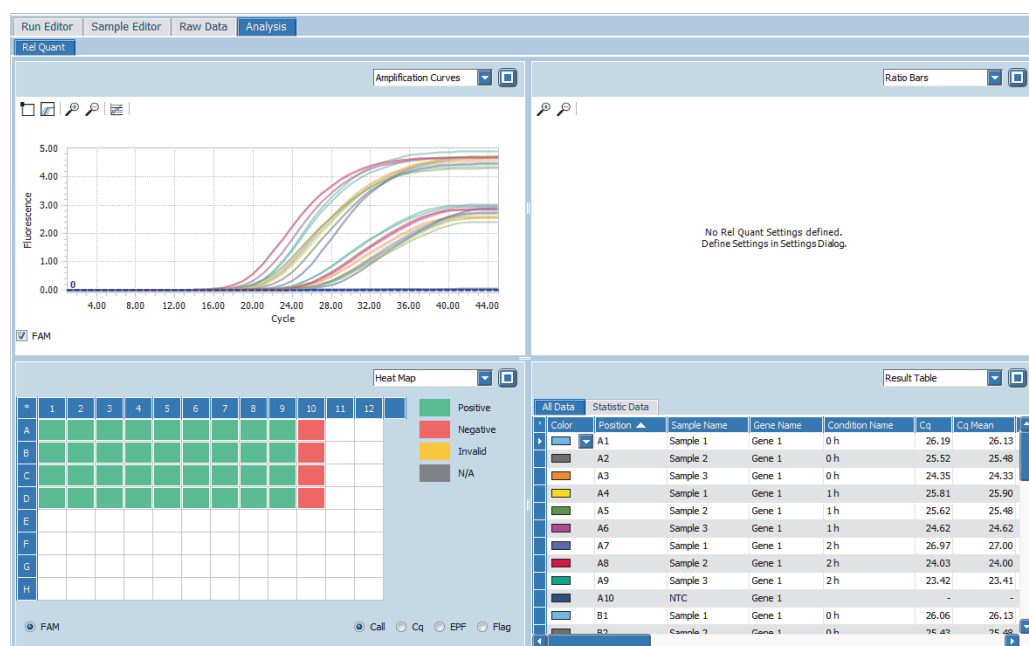 Run Editor Sample Editor Raw Data Analysis
Rel Quant
Amplification Curves
Fluorescence
5.00
4.00
3.00
2.00
1.00
0.00
0
4.00 8.00 12.00 16.00 20.00 24.00 28.00 32.00 36.00 40.00 44.00
Cycle
FAM
Ratio Bars
No Rel Quant Settings defined.
Define Settings in Settings Dialog.
Heat Map
1 2 3 4 5 6 7 8 9 10 11 12
A
B
C
D
E
F
G
H
Positive
Negative
Invalid
N/A
FAM
Call Cq EPF Flag
Result Table
All Data Statistic Data
Color Position Sample Name Gene Name Condition Name Cq Cq Mean
A1 Sample 1 Gene 1 0 h 26.19 26.13
A2 Sample 2 Gene 1 0 h 25.52 25.48
A3 Sample 3 Gene 1 0 h 24.35 24.33
A4 Sample 1 Gene 1 1 h 25.81 25.90
A5 Sample 2 Gene 1 1 h 25.62 25.48
A6 Sample 3 Gene 1 1 h 24.62 24.62
A7 Sample 1 Gene 1 2 h 26.97 27.00
A8 Sample 2 Gene 1 2 h 24.03 24.00
A9 Sample 3 Gene 1 2 h 23.42 23.41
A10 NTC Gene 1 - -
B1 Sample 1 Gene 1 0 h 26.06 26.13
B2 Sample 2 Gene 1 0 h 25.43 25.48